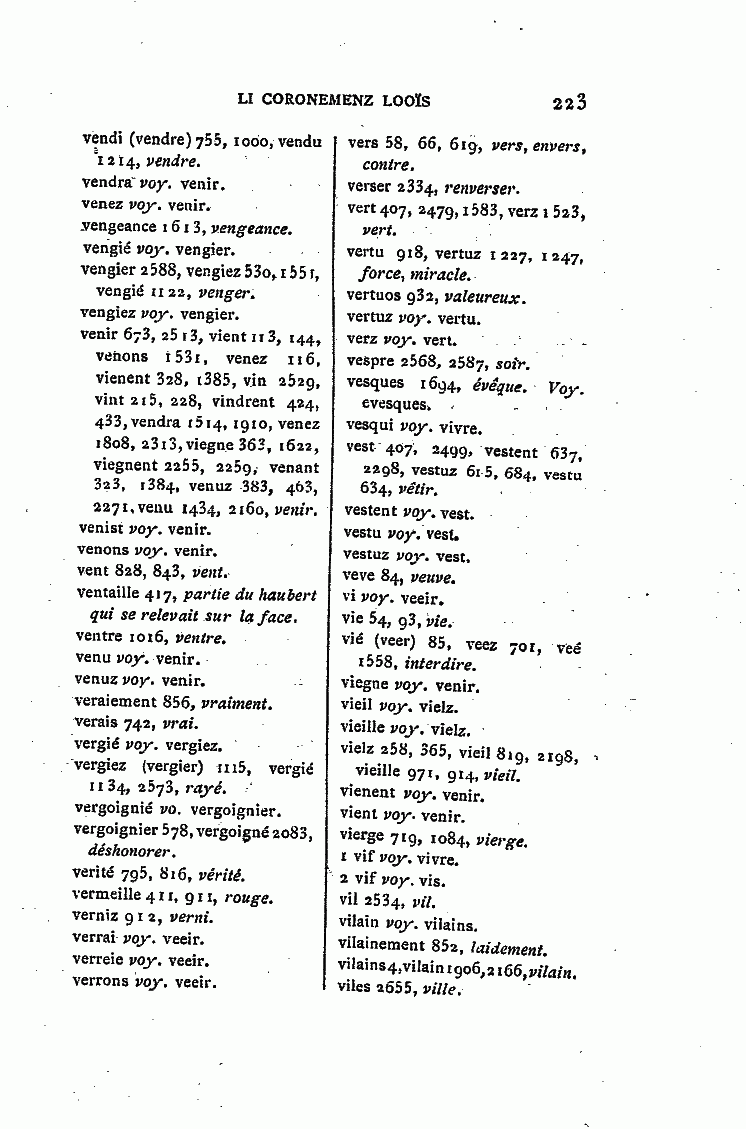 LI CORONEMENZ LOOÏS 223
vendi (vendre) 755, 1000, vendu
1214, vendre.
vendra voy. venir.
venez voy. venir.
vengeance 1613, vengeance.
vengié voy. vengier.
vengier 2588, vengiez 530, 1551,
vengié 1122, venger.
vengiez voy. vengier.
venir 673, 2513, vient 113, 144,
venons 1531, venez 116,
vienent 328, 1385, vin 2529,
vint 215, 228, vindrent 424,
433, vendra 1514, 1910, venez
1808, 2313, viegne 363, 1622,
viegnent 2255, 2259, venant
323, 1384, venuz 383, 463,
2271, venu 1434, 2160, venir.
venist voy. venir.
venons voy. venir.
vent 828, 843, vent.
ventaille 417, partie du haubert
qui se relevait sur la face.
ventre 1016, ventre.
venu voy. venir.
venuz voy. venir.
veraiement 856, vraiment.
verais 742, vrai.
vergié voy. vergiez.
vergiez (vergier) 1115, vergié
1134, 2573, rayé.
vergoignié vo. vergoignier.
vergoignier 578, vergoigné 2083,
déshonorer.
verité 795, 816, vérité.
vermeille 411, 911, rouge.
verniz 912, verni.
verrai voy. veeir.
verreie voy. veeir.
verrons voy. veeir.
vers 58, 66, 619, vers, envers,
contre.
verser 2334, renverser.
vert 407, 2479, 1583, verz 1523,
vert.
vertu 918, vertuz 1227, 1247,
force, miracle.
vertuos 932, valeureux.
vertuz voy. vertu.
verz voy. vert.
vespre 2568, 2587, soir.
vesques 1694, évêque. Voy.
evesques.
vesqui voy. vivre.
vest 407, 2499, vestent 637,
2298, vestuz 615, 684, vestu
634, vêtir.
vestent voy. vest.
vestu voy. vest.
vestuz voy. vest.
veve 84, veuve.
vi voy. veeir.
vie 54, 93, vie.
vié (veer) 85, veez 701, veé
1558, interdire.
viegne voy. venir.
vieil voy. vielz.
vieille voy. vielz.
vielz 258, 365, vieil 819, 2198,
vieille 971, 914, vieil.
vienent voy. venir.
vient voy. venir.
vierge 719, 1084, vierge.
1 vif voy. vivre.
2 vif voy. vis.
vil 2534, vil.
vilain voy. vilains.
vilainement 852, laidement.
vilains 4, vilain 1906, 2166, vilain.
viles 2655, ville.